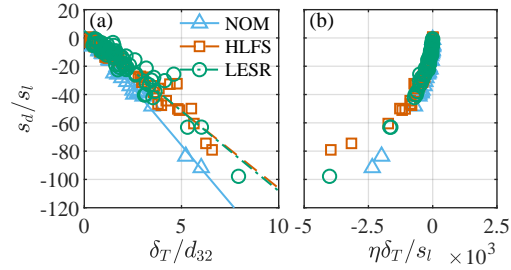 (a)
NOM
HLFS
LESR
s_d/s_l
20
0
-20
-40
-60
-80
-100
-120
0
5
10
δ_T/d_32
(b)
-5
-2.5
0
2.5
ηδ_T/s_l
×10^3